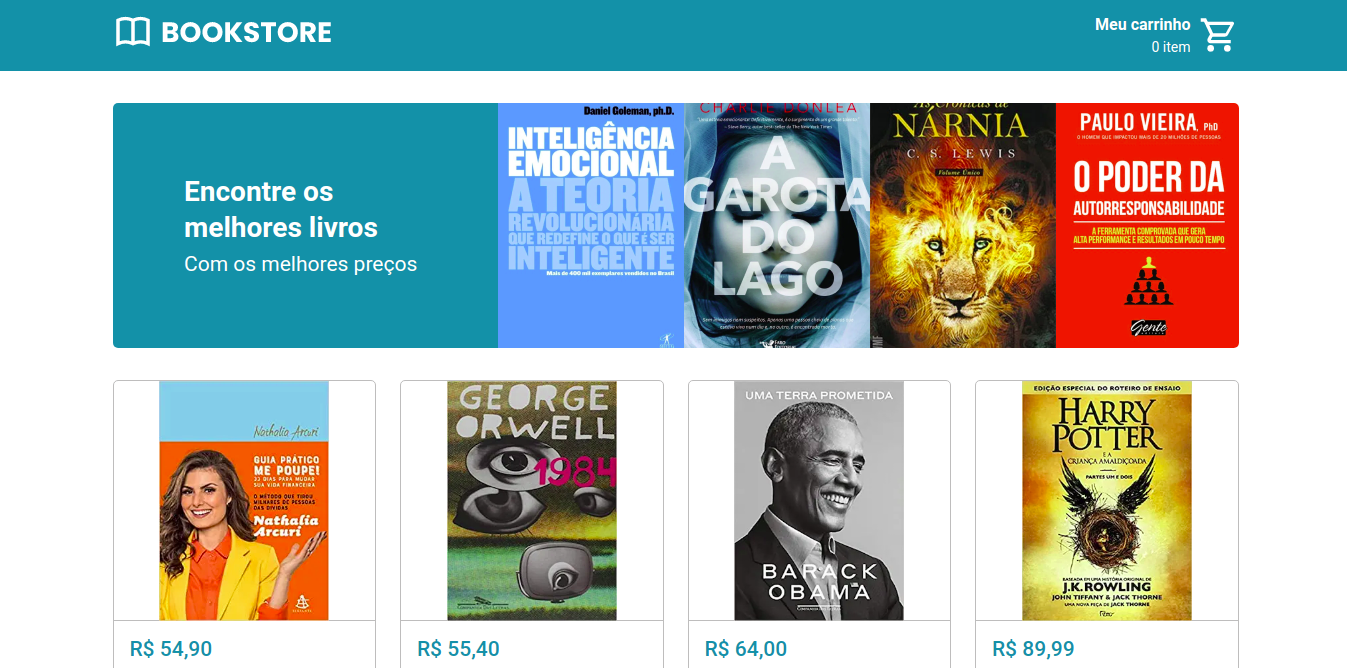 BOOKSTORE
Meu carrinho
0 item
Encontre os
melhores livros
Com os melhores preços
Daniel Goleman, ph.D.
INTELIGÊNCIA
EMOCIONAL
A TEORIA
REVOLUCIONÁRIA
QUE REDEFINE O QUE É SER
INTELIGENTE
Mais de 400 mil exemplares vendidos no Brasil
CHARLIE DONLEA
A
GAROTA
DO
LAGO
As Crônicas de
NÁRNIA
C. S. LEWIS
Volume Único
PAULO VIEIRA, PhD
O HOMEM QUE IMPACTOU MAIS DE 20 MILHÕES DE PESSOAS
O PODER DA
AUTORRESPONSABILIDADE
A FERRAMENTA COMPROVADA QUE GERA
ALTA PERFORMANCE E RESULTADOS EM POUCO TEMPO
Gente
Nathalia Arcuri
GUIA PRÁTICO
ME POUPE!
33 DIAS PARA MUDAR
SUA VIDA FINANCEIRA
O MÉTODO QUE TIROU
MILHARES DE PESSOAS
DAS DÍVIDAS
Nathalia
Arcuri
R$ 54,90
GEORGE
ORWELL
1984
R$ 55,40
UMA TERRA PROMETIDA
BARACK
OBAMA
R$ 64,00
EDIÇÃO ESPECIAL DO ROTEIRO DE ENSAIO
HARRY
POTTER
E A
CRIANÇA AMALDIÇOADA
PARTES UM E DOIS
BASEADA EM UMA HISTÓRIA ORIGINAL DE
J.K. ROWLING
JOHN TIFFANY & JACK THORNE
UMA NOVA PEÇA DE JACK THORNE
R$ 89,99